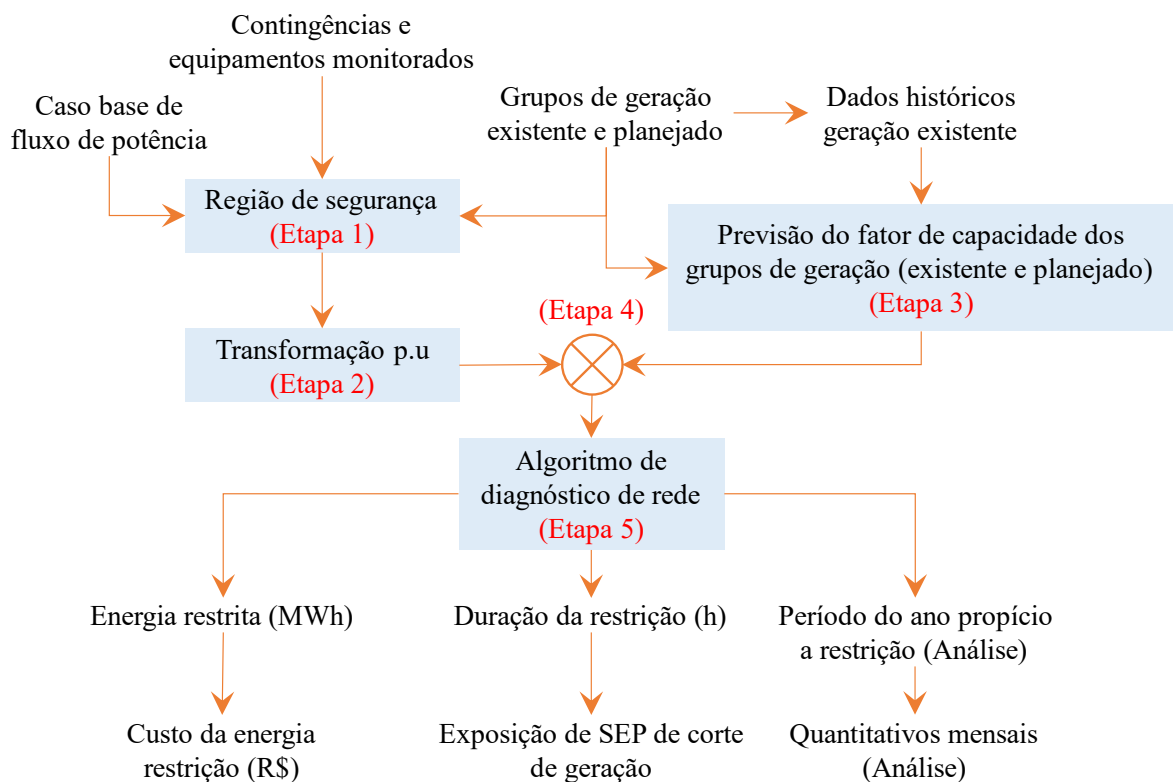 Contingências e
equipamentos monitorados
Caso base de
fluxo de potência
Grupos de geração
existente e planejado
Dados históricos
geração existente
Região de segurança
(Etapa 1)
Previsão do fator de capacidade dos
grupos de geração (existente e planejado)
(Etapa 3)
(Etapa 4)
Transformação p.u
(Etapa 2)
Algoritmo de
diagnóstico de rede
(Etapa 5)
Energia restrita (MWh)
Duração da restrição (h)
Período do ano propício
a restrição (Análise)
Custo da energia
restrição (R$)
Exposição de SEP de corte
de geração
Quantitativos mensais
(Análise)